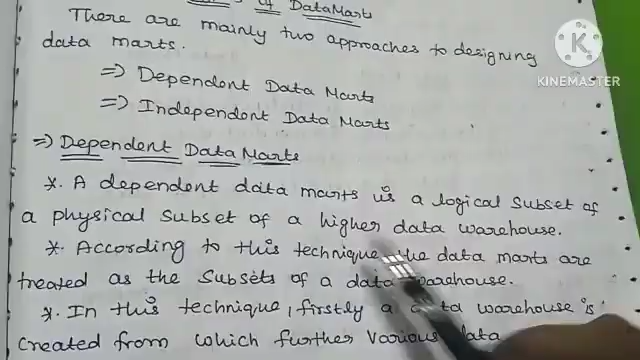 of DataMart
There are mainly two approaches to designing
data marts.
=> Dependent Data Marts
=> Independent Data Marts
=> Dependent Data Marts
*. A dependent data marts is a logical subset of
a physical subset of a higher data warehouse.
*. According to this technique, the data marts are
treated as the subsets of a data warehouse.
*. In this technique, firstly a data warehouse is
created from which further various data
K
KINEMASTER